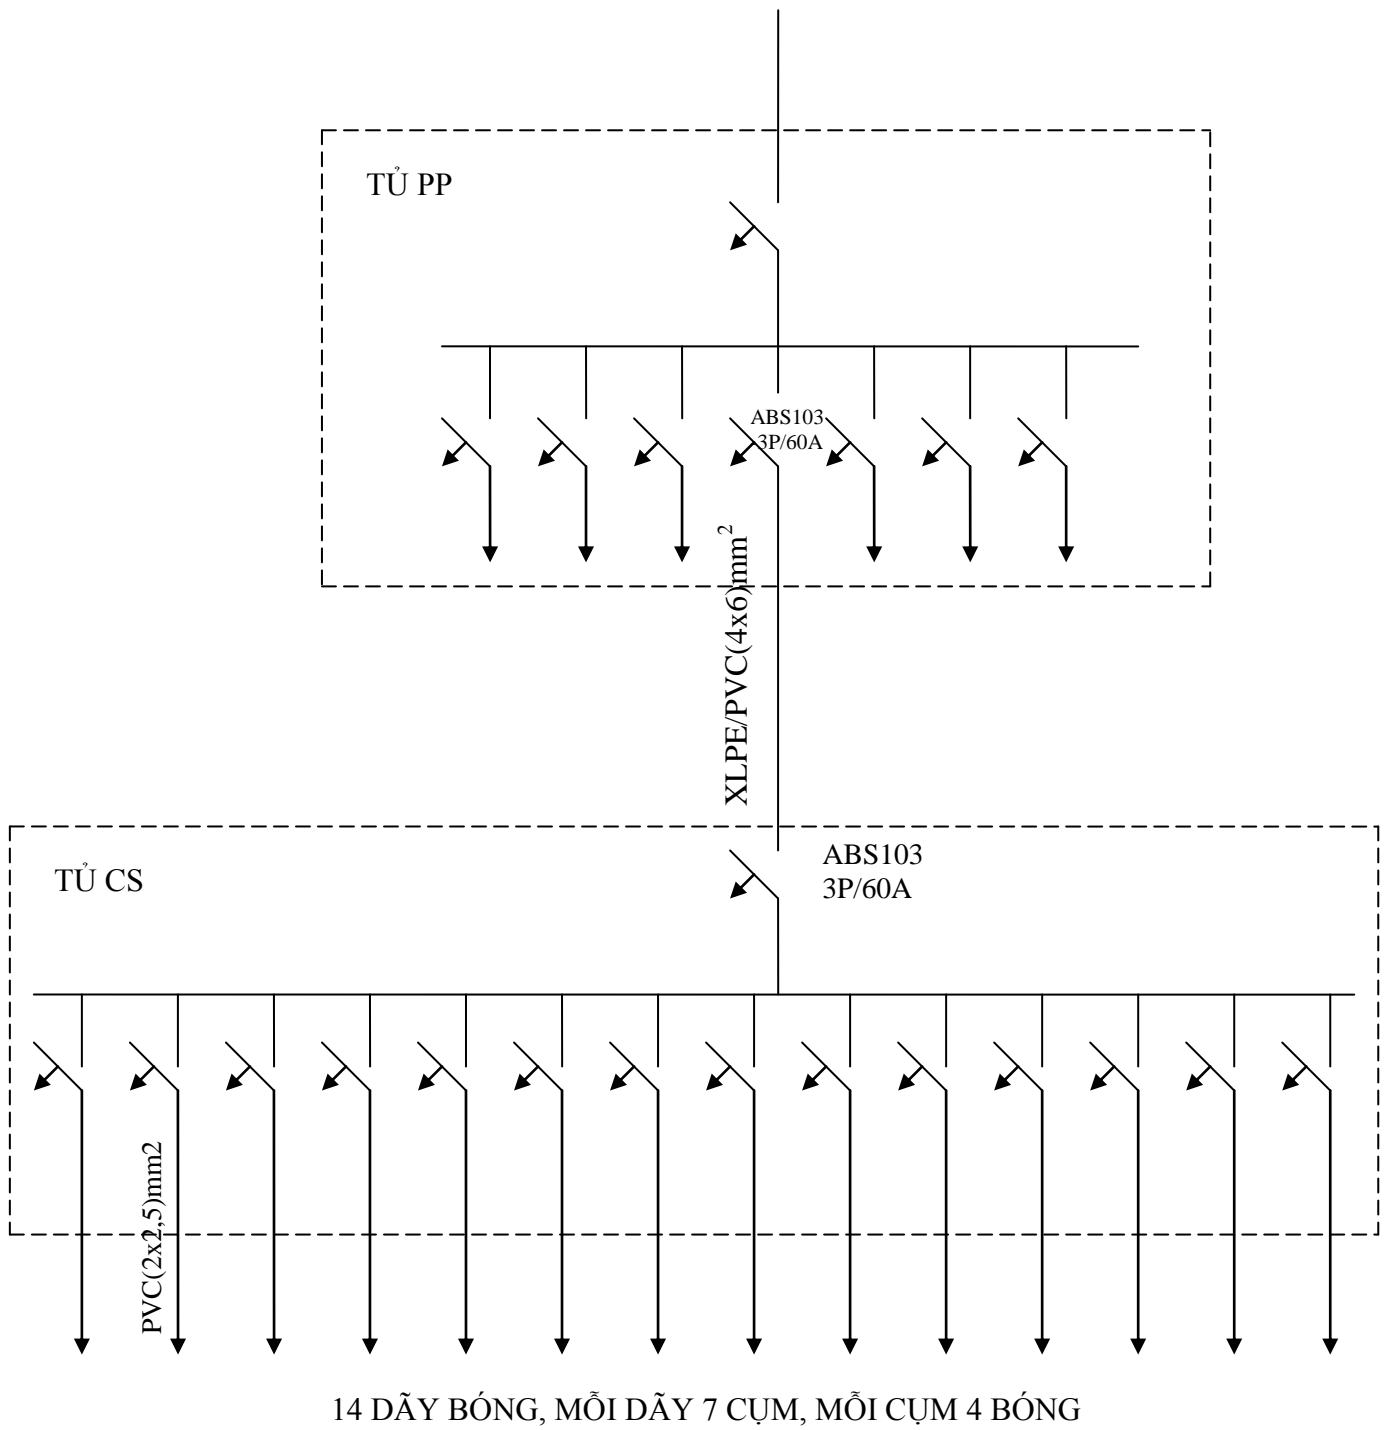 TỦ PP
ABS103
3P/60A
XLPE/PVC(4x6)mm²
TỦ CS
ABS103
3P/60A
PVC(2x2,5)mm2
14 DÃY BÓNG, MỖI DÃY 7 CỤM, MỖI CỤM 4 BÓNG